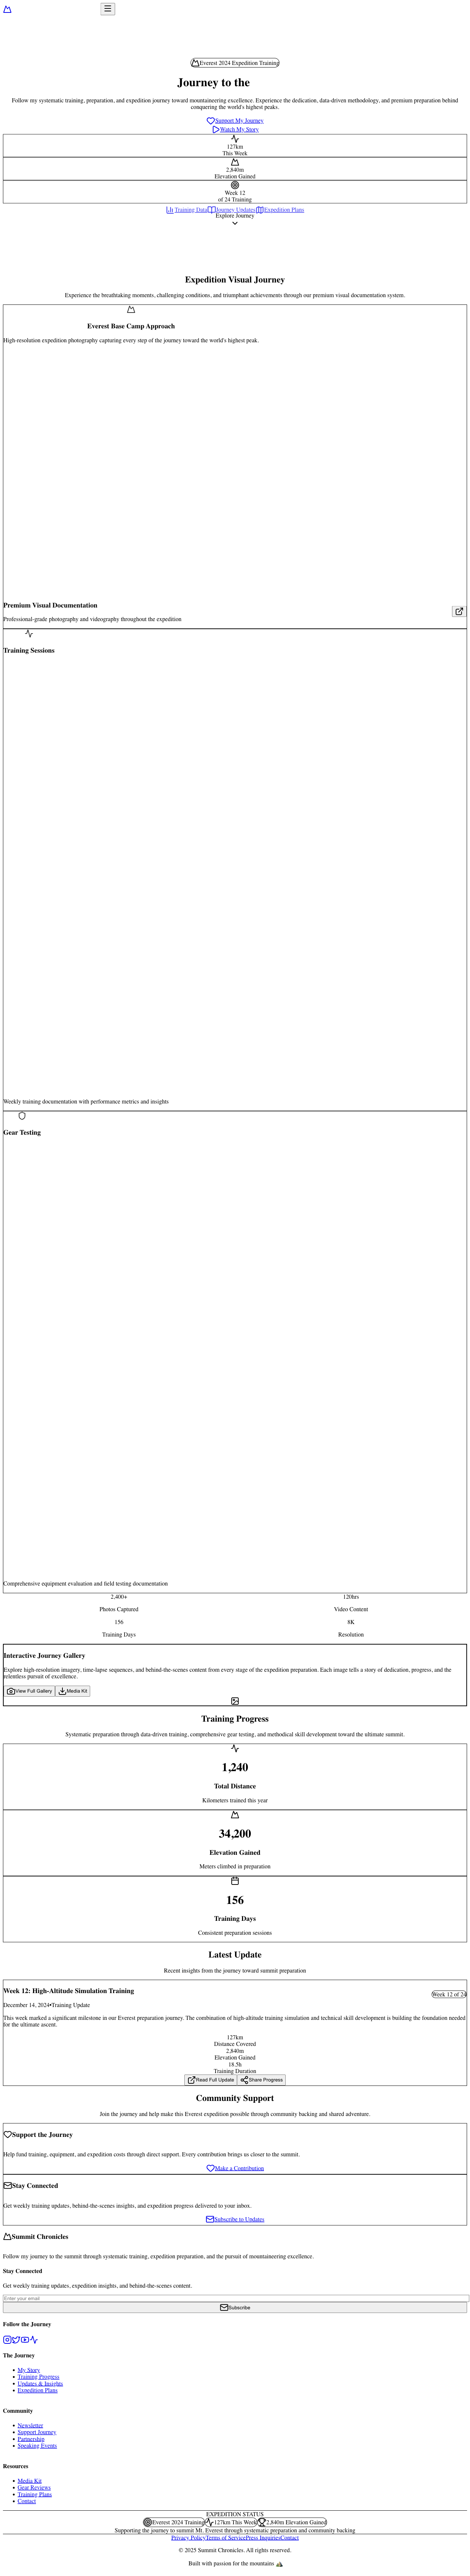 Everest 2024 Expedition Training
Journey to the
Follow my systematic training, preparation, and expedition journey toward mountaineering excellence. Experience the dedication, data-driven methodology, and premium preparation behind
conquering the world's highest peaks.
Support My Journey
Watch My Story
127km
This Week
2,840m
Elevation Gained
Week 12
of 24 Training
Training Data Journey Updates Expedition Plans
Explore Journey
Expedition Visual Journey
Experience the breathtaking moments, challenging conditions, and triumphant achievements through our premium visual documentation system.
Everest Base Camp Approach
High-resolution expedition photography capturing every step of the journey toward the world's highest peak.
Premium Visual Documentation
Professional-grade photography and videography throughout the expedition
Training Sessions
Weekly training documentation with performance metrics and insights
Gear Testing
Comprehensive equipment evaluation and field testing documentation
2,400+ 120hrs
Photos Captured Video Content
156 8K
Training Days Resolution
Interactive Journey Gallery
Explore high-resolution imagery, time-lapse sequences, and behind-the-scenes content from every stage of the expedition preparation. Each image tells a story of dedication, progress, and the
relentless pursuit of excellence.
View Full Gallery Media Kit
Training Progress
Systematic preparation through data-driven training, comprehensive gear testing, and methodical skill development toward the ultimate summit.
1,240
Total Distance
Kilometers trained this year
34,200
Elevation Gained
Meters climbed in preparation
156
Training Days
Consistent preparation sessions
Latest Update
Recent insights from the journey toward summit preparation
Week 12: High-Altitude Simulation Training
Week 12 of 24
December 14, 2024•Training Update
This week marked a significant milestone in our Everest preparation journey. The combination of high-altitude training simulation and technical skill development is building the foundation needed
for the ultimate ascent.
127km
Distance Covered
2,840m
Elevation Gained
18.5h
Training Duration
Read Full Update Share Progress
Community Support
Join the journey and help make this Everest expedition possible through community backing and shared adventure.
Support the Journey
Help fund training, equipment, and expedition costs through direct support. Every contribution brings us closer to the summit.
Make a Contribution
Stay Connected
Get weekly training updates, behind-the-scenes insights, and expedition progress delivered to your inbox.
Subscribe to Updates
Summit Chronicles
Follow my journey to the summit through systematic training, expedition preparation, and the pursuit of mountaineering excellence.
Stay Connected
Get weekly training updates, expedition insights, and behind-the-scenes content.
Enter your email
Subscribe
Follow the Journey
The Journey
• My Story
• Training Progress
• Updates & Insights
• Expedition Plans
Community
• Newsletter
• Support Journey
• Partnership
• Speaking Events
Resources
• Media Kit
• Gear Reviews
• Training Plans
• Contact
EXPEDITION STATUS
Everest 2024 Training 127km This Week 2,840m Elevation Gained
Supporting the journey to summit Mt. Everest through systematic preparation and community backing
Privacy Policy Terms of Service Press Inquiries Contact
© 2025 Summit Chronicles. All rights reserved.
Built with passion for the mountains 🏔️